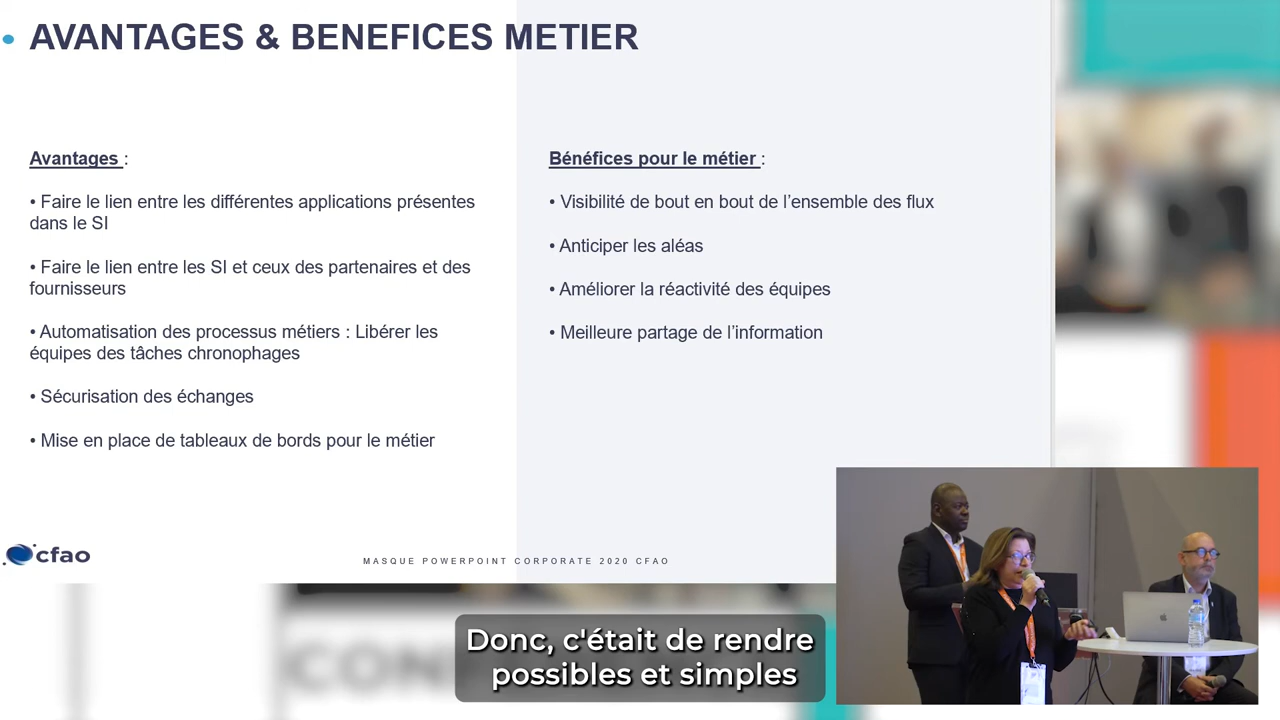 • AVANTAGES & BENEFICES METIER
Avantages :
• Faire le lien entre les différentes applications présentes
dans le SI
• Faire le lien entre les SI et ceux des partenaires et des
fournisseurs
• Automatisation des processus métiers : Libérer les
équipes des tâches chronophages
• Sécurisation des échanges
• Mise en place de tableaux de bords pour le métier
Bénéfices pour le métier :
• Visibilité de bout en bout de l’ensemble des flux
• Anticiper les aléas
• Améliorer la réactivité des équipes
• Meilleure partage de l’information
cfao
MASQUE POWERPOINT CORPORATE 2020 CFAO
Donc, c'était de rendre
possibles et simples